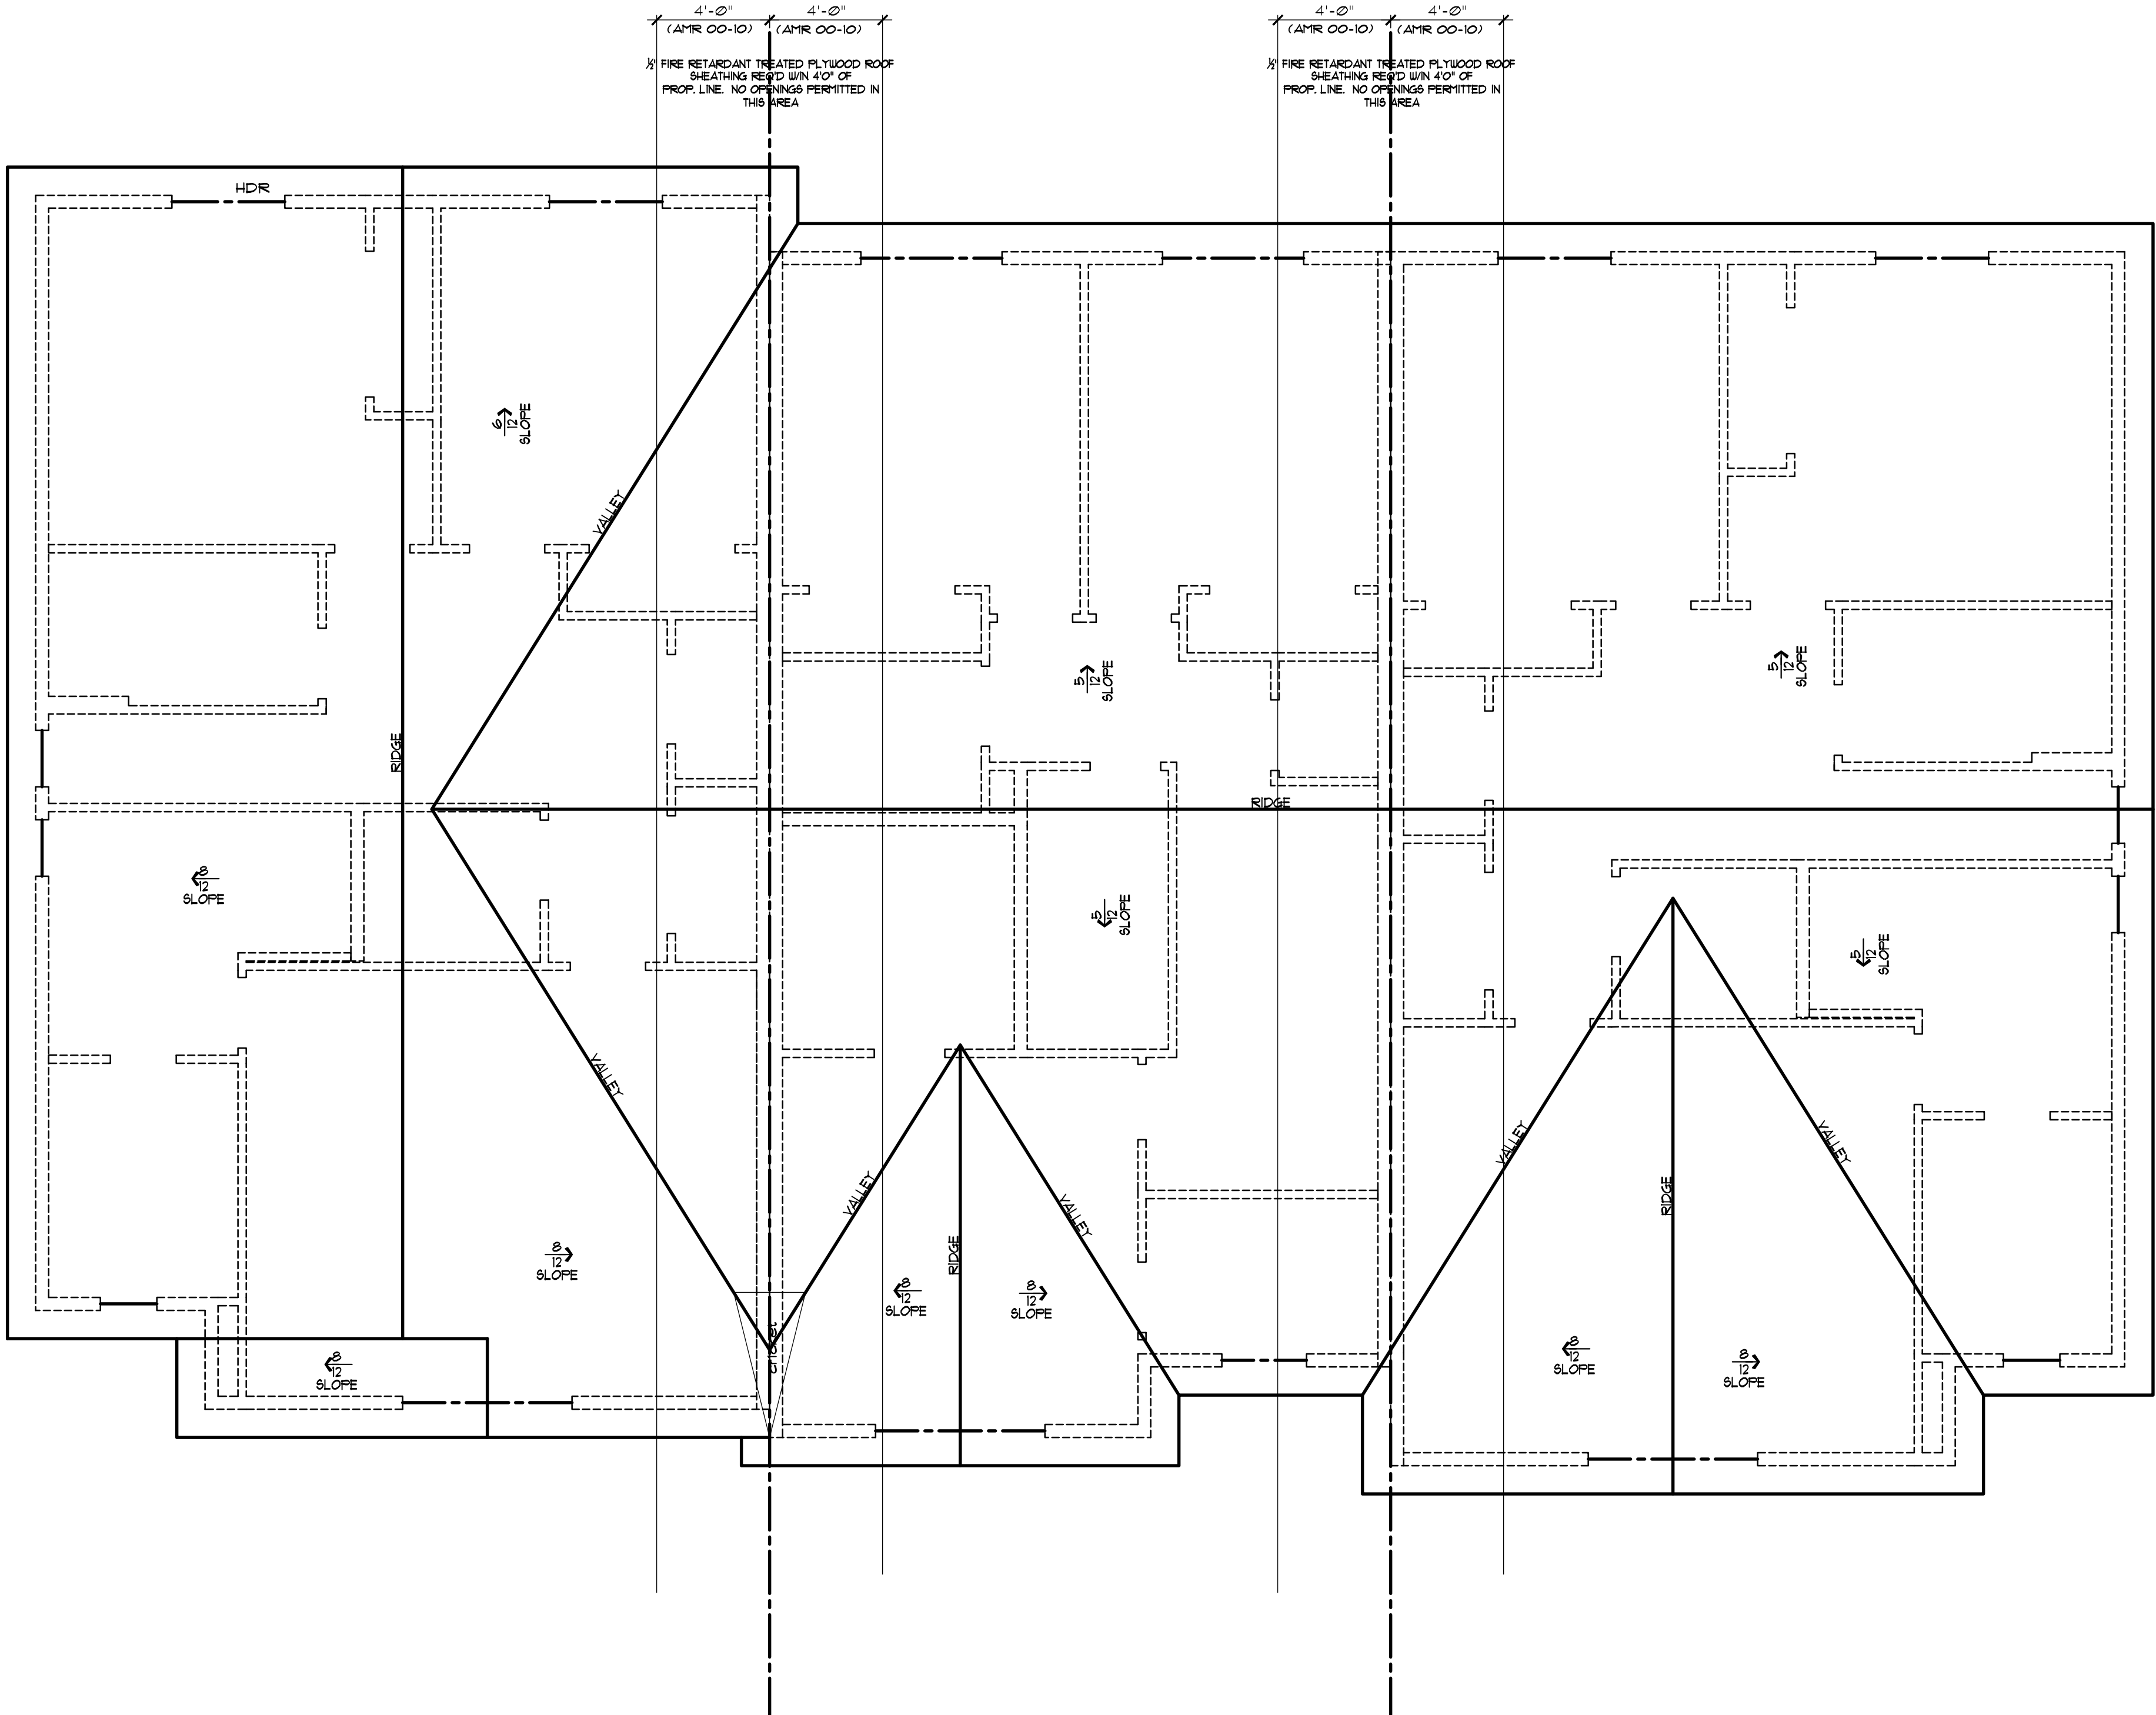 4'-0" 4'-0"
(AMR 00-10) (AMR 00-10)
½" FIRE RETARDANT TREATED PLYWOOD ROOF
SHEATHING REQ'D W/IN 4'0" OF
PROP. LINE. NO OPENINGS PERMITTED IN
THIS AREA
4'-0" 4'-0"
(AMR 00-10) (AMR 00-10)
½" FIRE RETARDANT TREATED PLYWOOD ROOF
SHEATHING REQ'D W/IN 4'0" OF
PROP. LINE. NO OPENINGS PERMITTED IN
THIS AREA
HDR
6
12
SLOPE
VALLEY
5
12
SLOPE
5
12
SLOPE
RIDGE
RIDGE
8
12
SLOPE
5
12
SLOPE
5
12
SLOPE
VALLEY
VALLEY
VALLEY
VALLEY
VALLEY
RIDGE
RIDGE
8
12
SLOPE
8
12
SLOPE
8
12
SLOPE
cricket
8
12
SLOPE
8
12
SLOPE
8
12
SLOPE